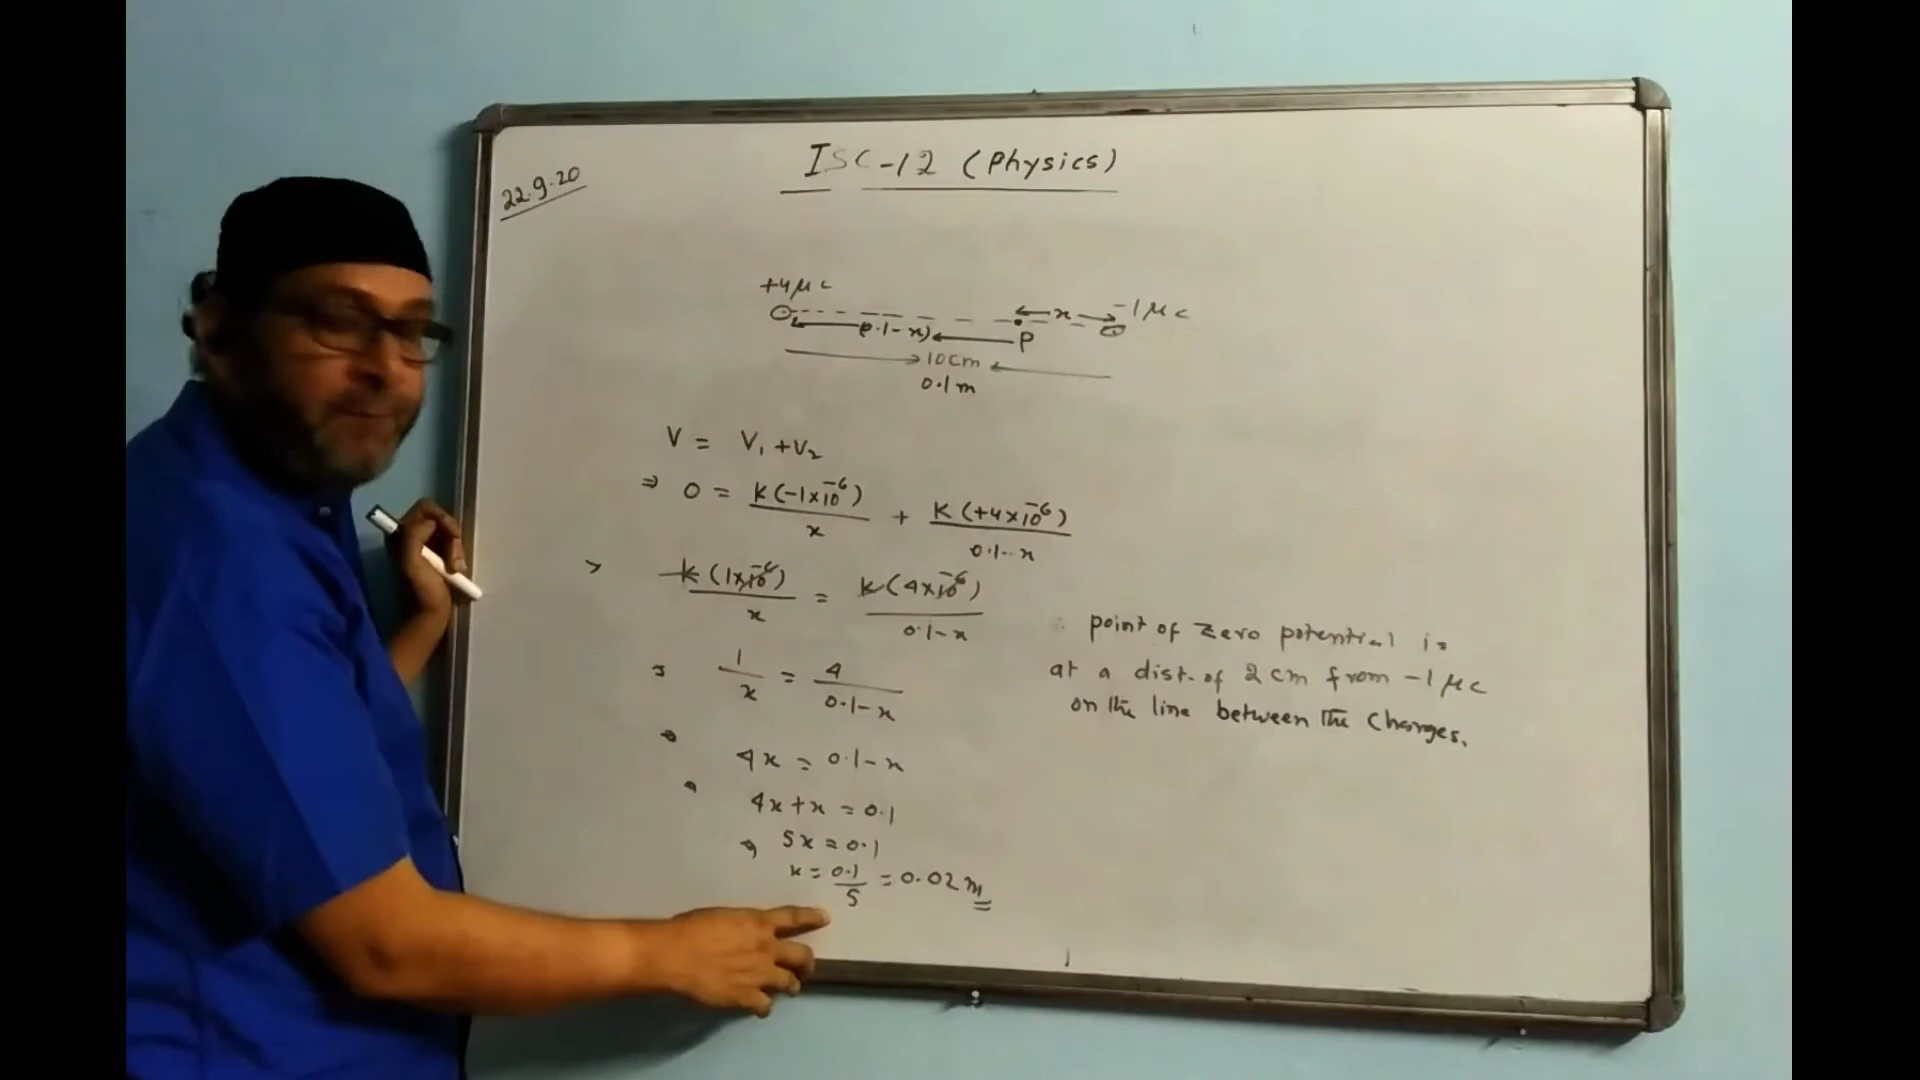 22.9.20
ISC-12 (Physics)
+4μc
-1μc
x
(0.1-x)
P
10cm
0.1m
V = V₁ + V₂
⇒ 0 = K(-1×10⁻⁶)/x + K(+4×10⁻⁶)/0.1-x
K(1×10⁻⁶)/x = K(4×10⁻⁶)/0.1-x
⇒ 1/x = 4/0.1-x
⇒ 4x = 0.1-x
⇒ 4x+x = 0.1
⇒ 5x = 0.1
x = 0.1/5 = 0.02 m
∴ point of Zero potential is
at a dist. of 2 cm from -1μc
on the line between the Charges.